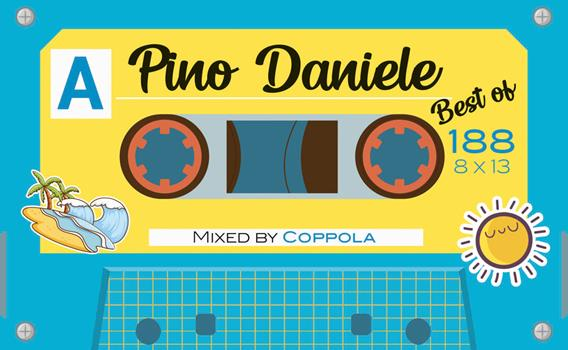 A
Pino Daniele
Best of
188
8 x 13
MIXED BY COPPOLA